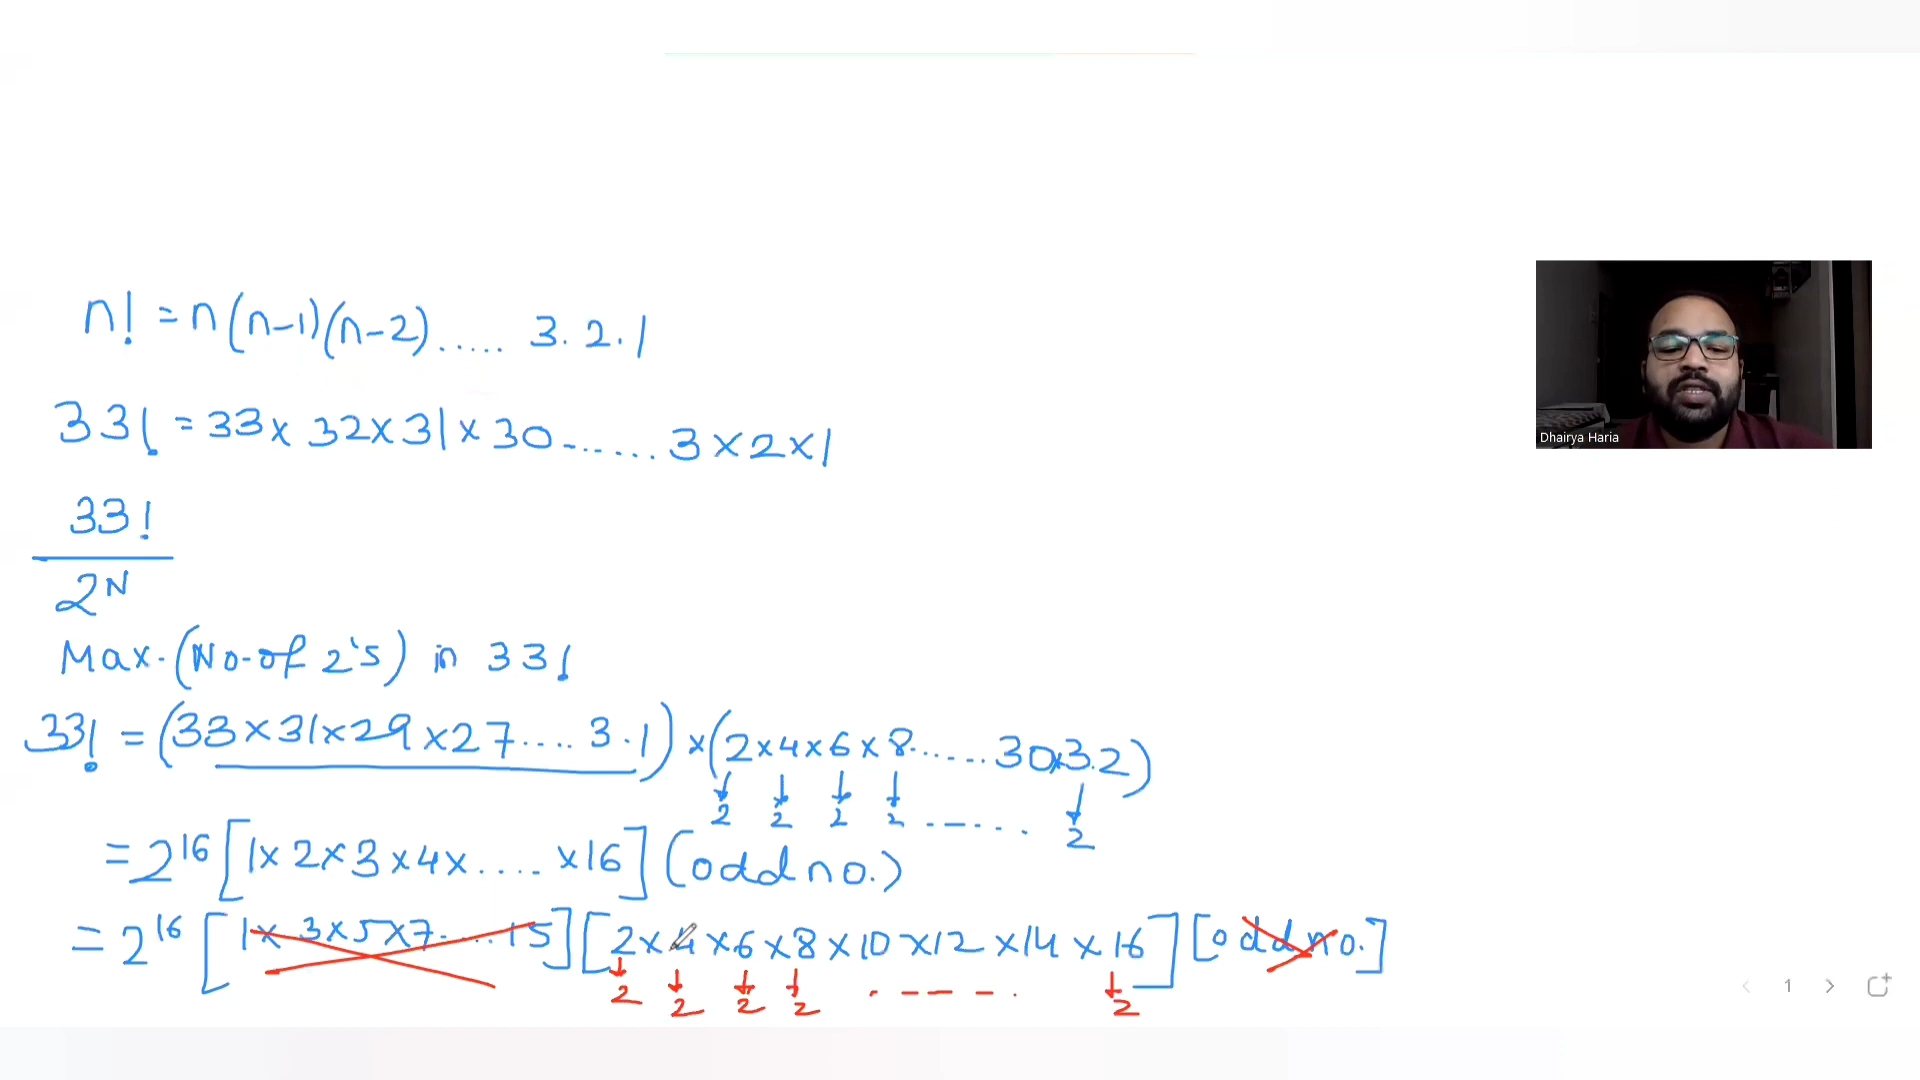 n! = n(n-1)(n-2)..... 3.2.1
33! = 33 x 32 x 31 x 30 ....... 3 x 2 x 1
33!
2^N
Max. (No. of 2's) in 33!
33! = (33 x 31 x 29 x 27.... 3.1) x (2 x 4 x 6 x 8...... 30 x 3.2)
2 2 2 2 ...... 2
= 2^16 [1 x 2 x 3 x 4 x .... x 16] (odd no.)
= 2^16 [1 x 3 x 5 x 7.... 15] [2 x 4 x 6 x 8 x 10 x 12 x 14 x 16] [odd no.]
2 2 2 2 . - - - . 2
Dhairya Haria
1